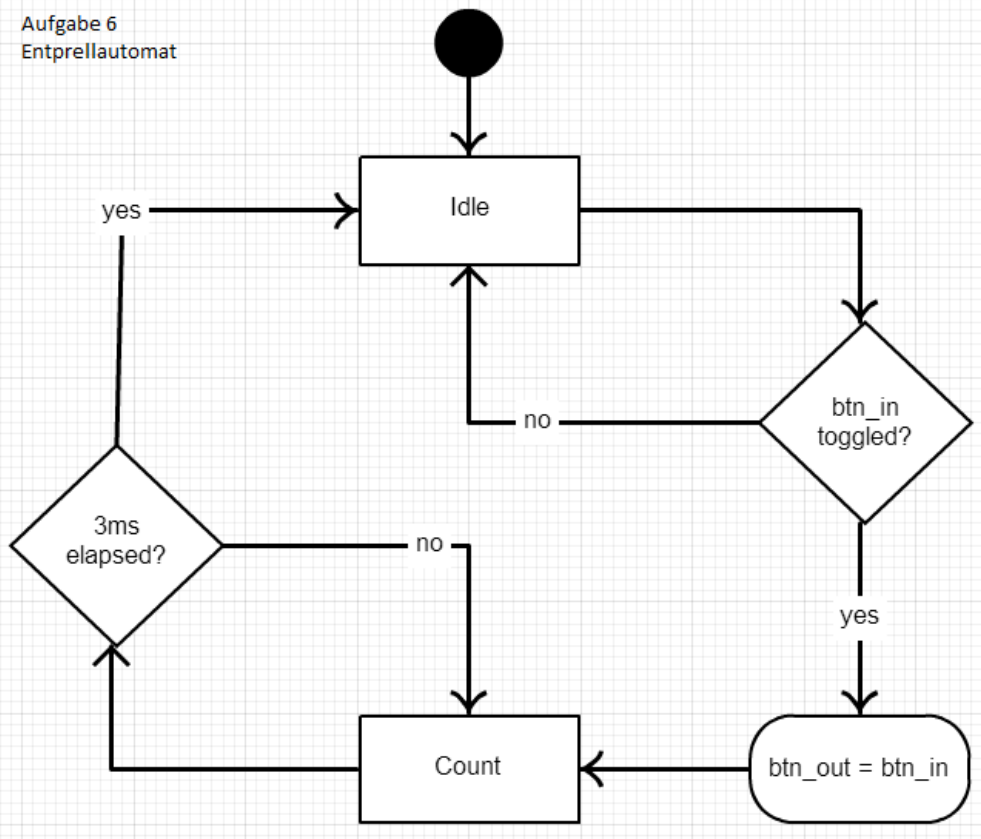 Aufgabe 6
Entprellautomat
yes
Idle
btn_in
toggled?
no
3ms
elapsed?
no
yes
Count
btn_out = btn_in